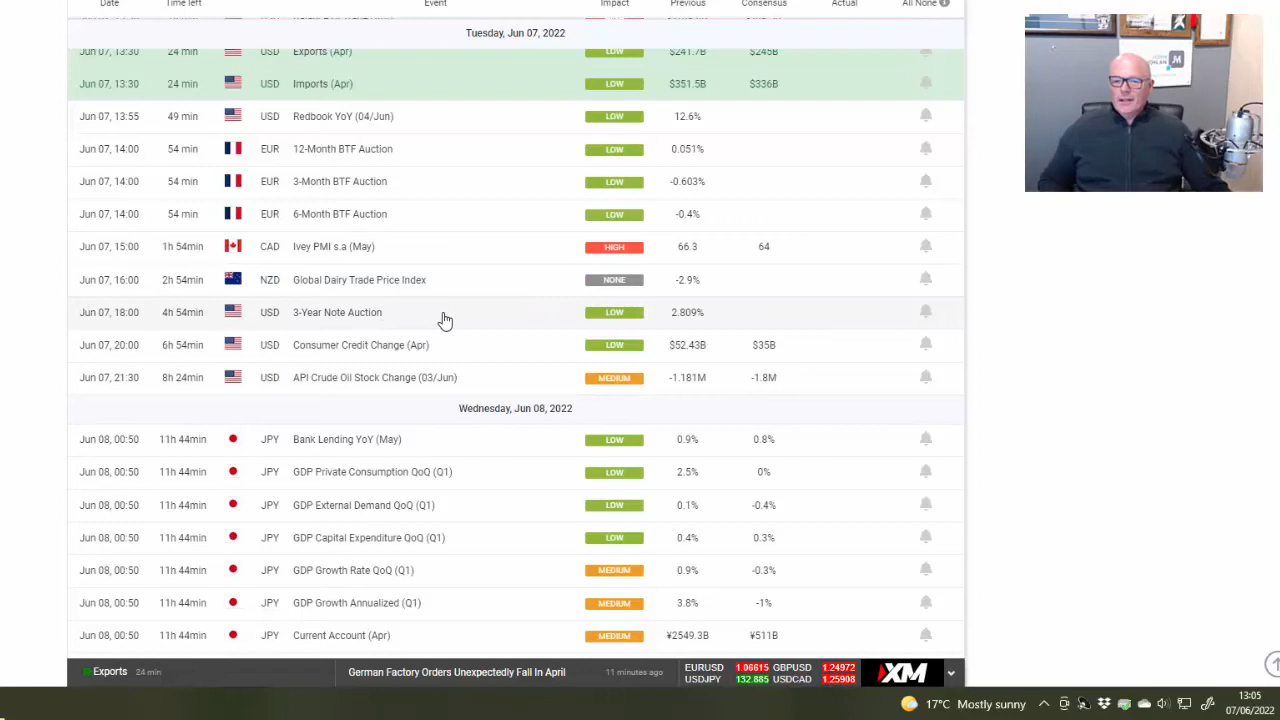 Date Time left Event Impact Previous Consensus Actual All None
Tuesday, Jun 07, 2022
Jun 07, 13:30 24 min USD Exports (Apr) LOW $241.7B $245B
Jun 07, 13:30 24 min USD Imports (Apr) LOW $351.5B $336B
Jun 07, 13:55 49 min USD Redbook YoY (04/Jun) LOW 12.6%
Jun 07, 14:00 54 min EUR 12-Month BTF Auction LOW 0.051%
Jun 07, 14:00 54 min EUR 3-Month BTF Auction LOW -0.603%
Jun 07, 14:00 54 min EUR 6-Month BTF Auction LOW -0.4%
Jun 07, 15:00 1h 54min CAD Ivey PMI s.a (May) HIGH 66.3 64
Jun 07, 16:00 2h 54min NZD Global Dairy Trade Price Index NONE -2.9%
Jun 07, 18:00 4h 54min USD 3-Year Note Auction LOW 2.809%
Jun 07, 20:00 6h 54min USD Consumer Credit Change (Apr) LOW $52.43B $35B
Jun 07, 21:30 8h 24min USD API Crude Oil Stock Change (03/Jun) MEDIUM -1.181M -1.8M
Wednesday, Jun 08, 2022
Jun 08, 00:50 11h 44min JPY Bank Lending YoY (May) LOW 0.9% 0.8%
Jun 08, 00:50 11h 44min JPY GDP Private Consumption QoQ (Q1) LOW 2.5% 0%
Jun 08, 00:50 11h 44min JPY GDP External Demand QoQ (Q1) LOW 0.1% -0.4%
Jun 08, 00:50 11h 44min JPY GDP Capital Expenditure QoQ (Q1) LOW 0.4% 0.3%
Jun 08, 00:50 11h 44min JPY GDP Growth Rate QoQ (Q1) MEDIUM 0.9% -0.3%
Jun 08, 00:50 11h 44min JPY GDP Growth Annualized (Q1) MEDIUM 3.8% -1%
Jun 08, 00:50 11h 44min JPY Current Account (Apr) MEDIUM ¥2549.3B ¥511B
Exports 24 min German Factory Orders Unexpectedly Fall In April 11 minutes ago EURUSD 1.06615 GBPUSD 1.24972 XM
USDJPY 132.885 USDCAD 1.25908
17°C Mostly sunny 13:05
07/06/2022